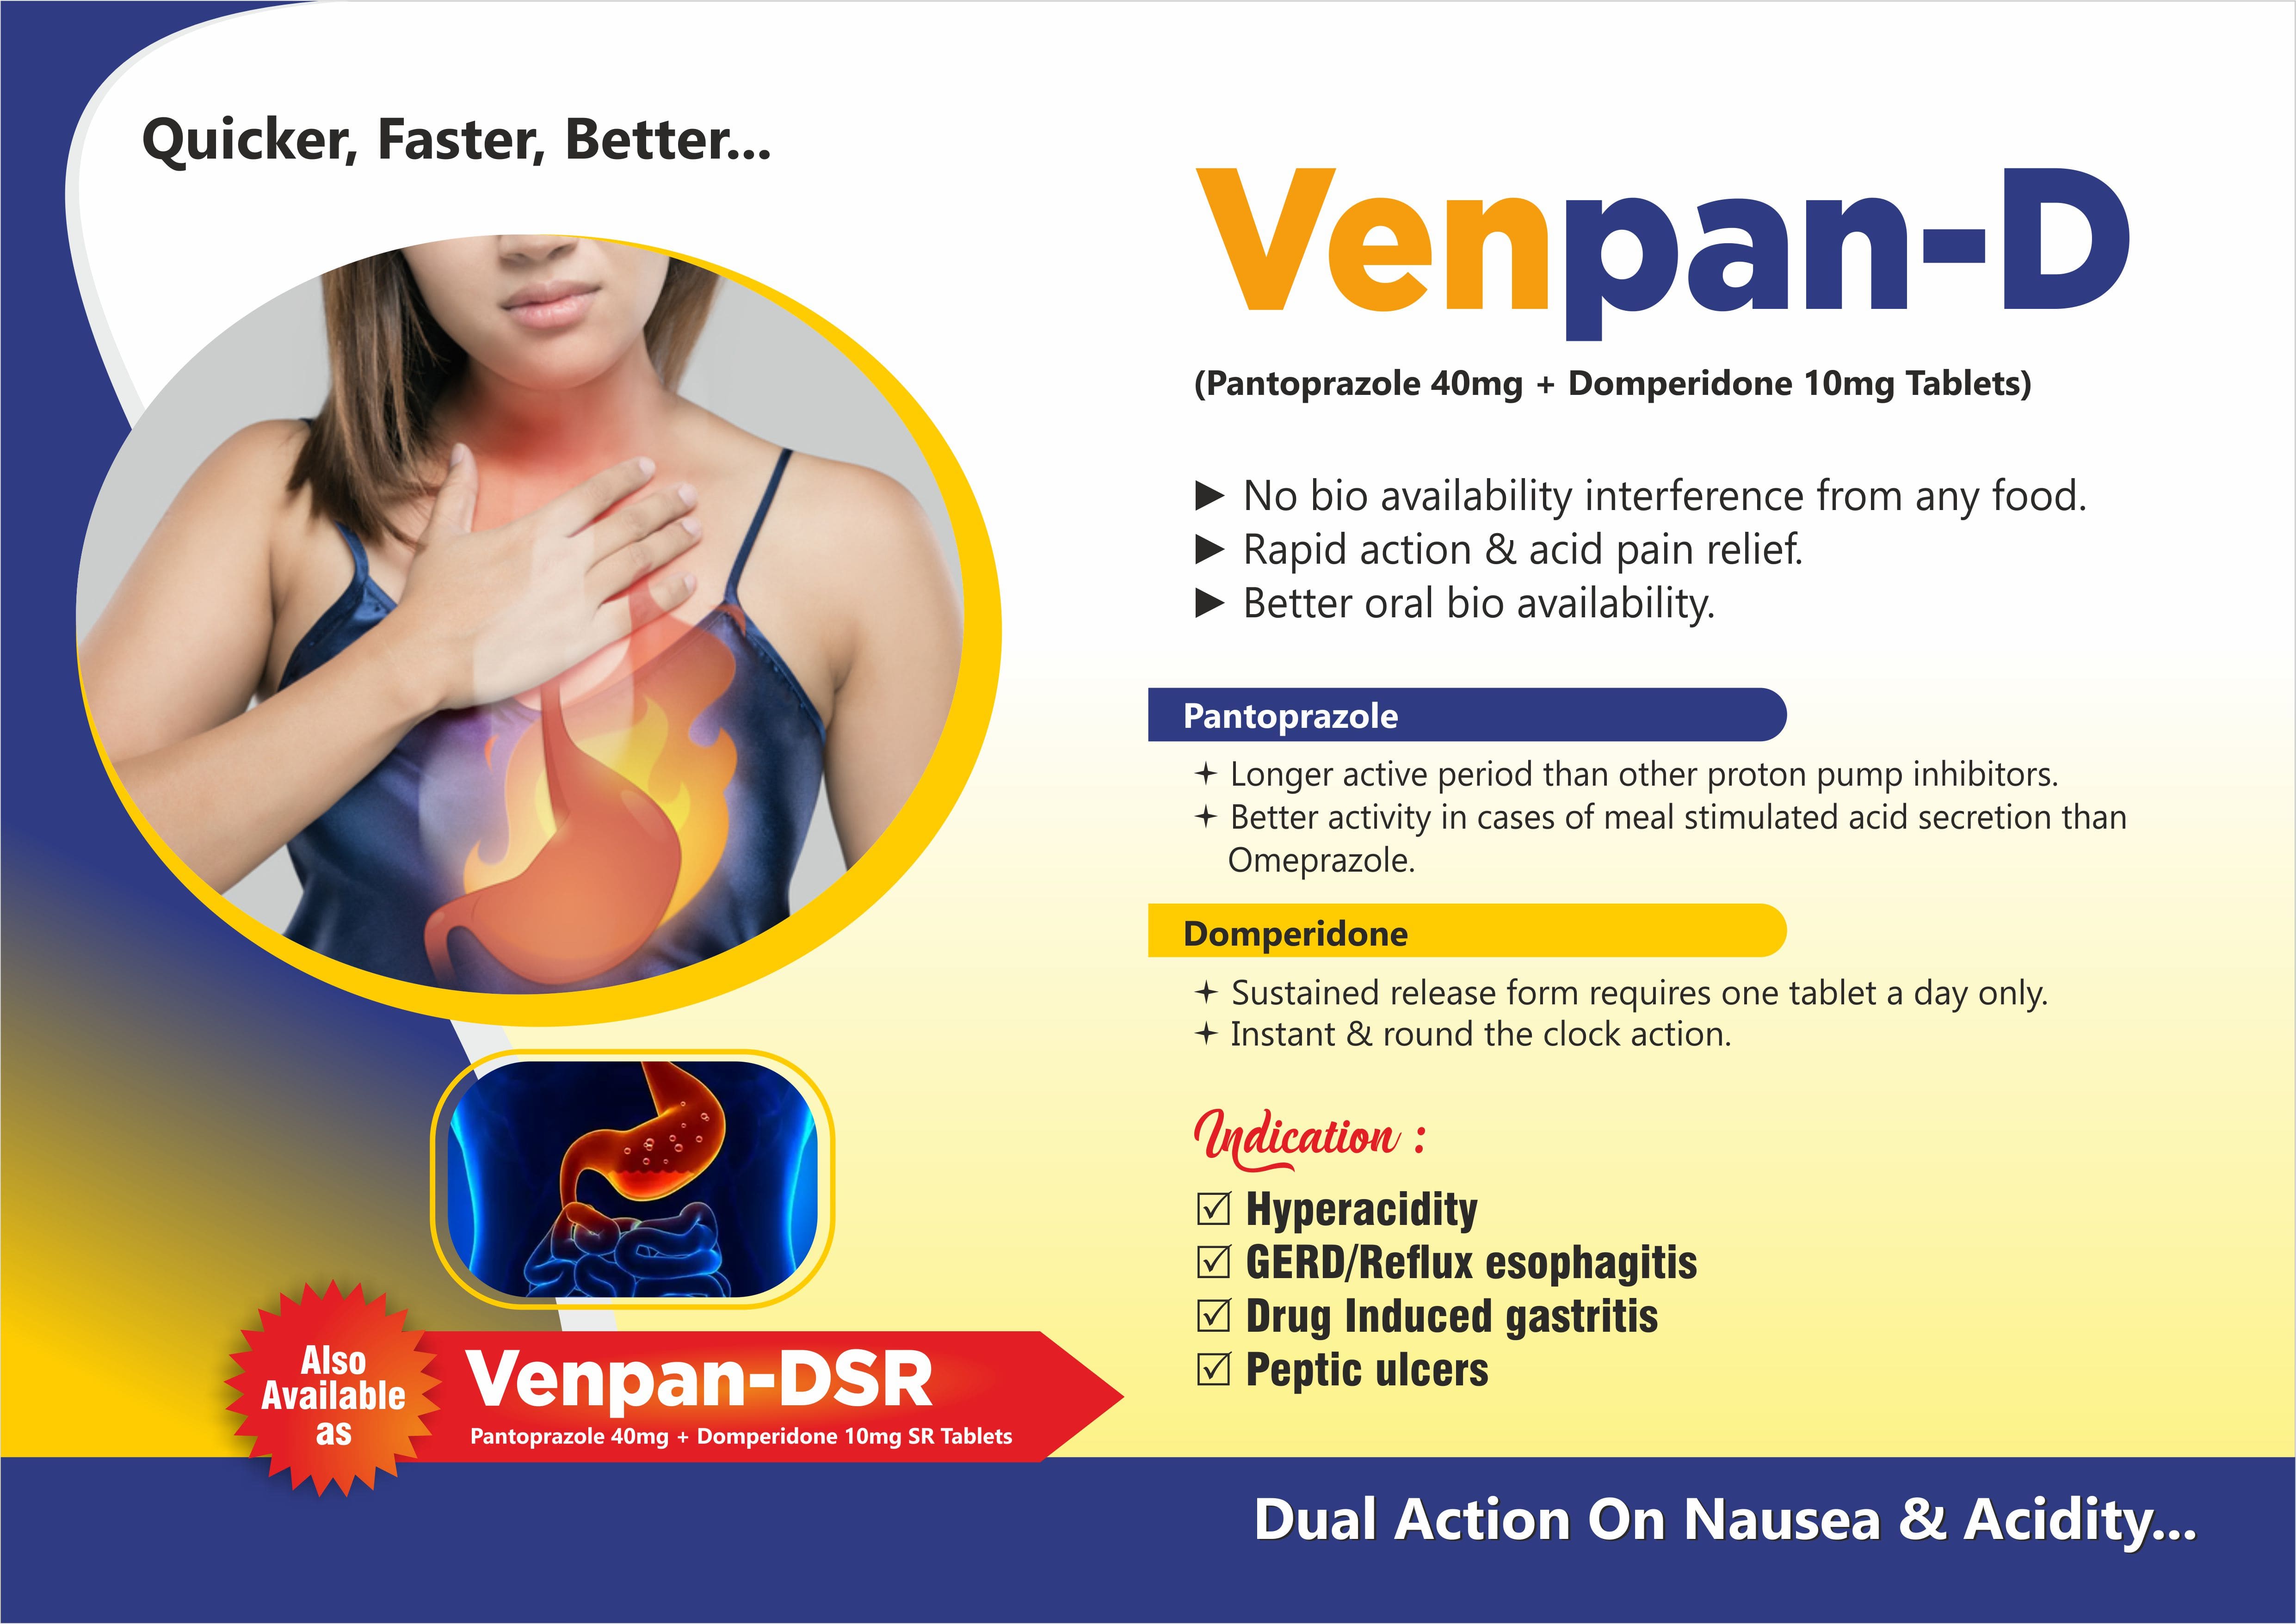 Quicker, Faster, Better...
Venpan-D
(Pantoprazole 40mg + Domperidone 10mg Tablets)
► No bio availability interference from any food.
► Rapid action & acid pain relief.
► Better oral bio availability.
Pantoprazole
Longer active period than other proton pump inhibitors.
Better activity in cases of meal stimulated acid secretion than
Omeprazole.
Domperidone
Sustained release form requires one tablet a day only.
Instant & round the clock action.
Indication :
☑ Hyperacidity
☑ GERD/Reflux esophagitis
☑ Drug Induced gastritis
☑ Peptic ulcers
Also
Available
as
Venpan-DSR
Pantoprazole 40mg + Domperidone 10mg SR Tablets
Dual Action On Nausea & Acidity...